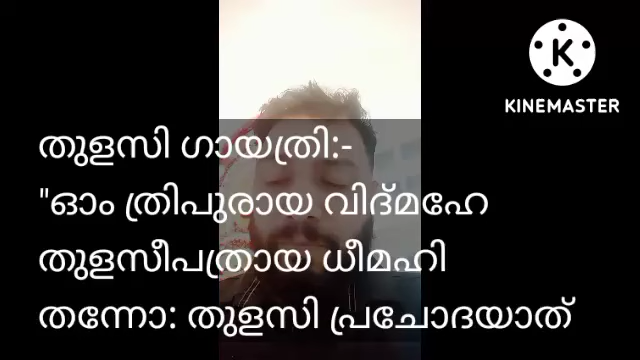 KINEMASTER
തുളസി ഗായത്രി:-
"ഓം ത്രിപുരായ വിദ്മഹേ
തുളസീപത്രായ ധീമഹി
തന്നോ: തുളസി പ്രചോദയാത്